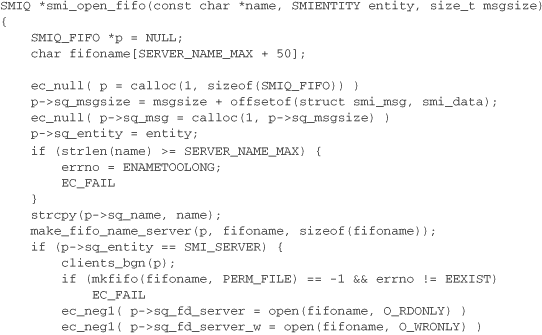 SMIQ *smi_open_fifo(const char *name, SMIENTITY entity, size_t msgsize)
{
    SMIQ_FIFO *p = NULL;
    char fifoname[SERVER_NAME_MAX + 50];

    ec_null( p = calloc(1, sizeof(SMIQ_FIFO)) )
    p->sq_msgsize = msgsize + offsetof(struct smi_msg, smi_data);
    ec_null( p->sq_msg = calloc(1, p->sq_msgsize) )
    p->sq_entity = entity;
    if (strlen(name) >= SERVER_NAME_MAX) {
        errno = ENAMETOOLONG;
        EC_FAIL
    }
    strcpy(p->sq_name, name);
    make_fifo_name_server(p, fifoname, sizeof(fifoname));
    if (p->sq_entity == SMI_SERVER) {
        clients_bgn(p);
        if (mkfifo(fifoname, PERM_FILE) == -1 && errno != EEXIST)
            EC_FAIL
        ec_neg1( p->sq_fd_server = open(fifoname, O_RDONLY) )
        ec_neg1( p->sq_fd_server_w = open(fifoname, O_WRONLY) )